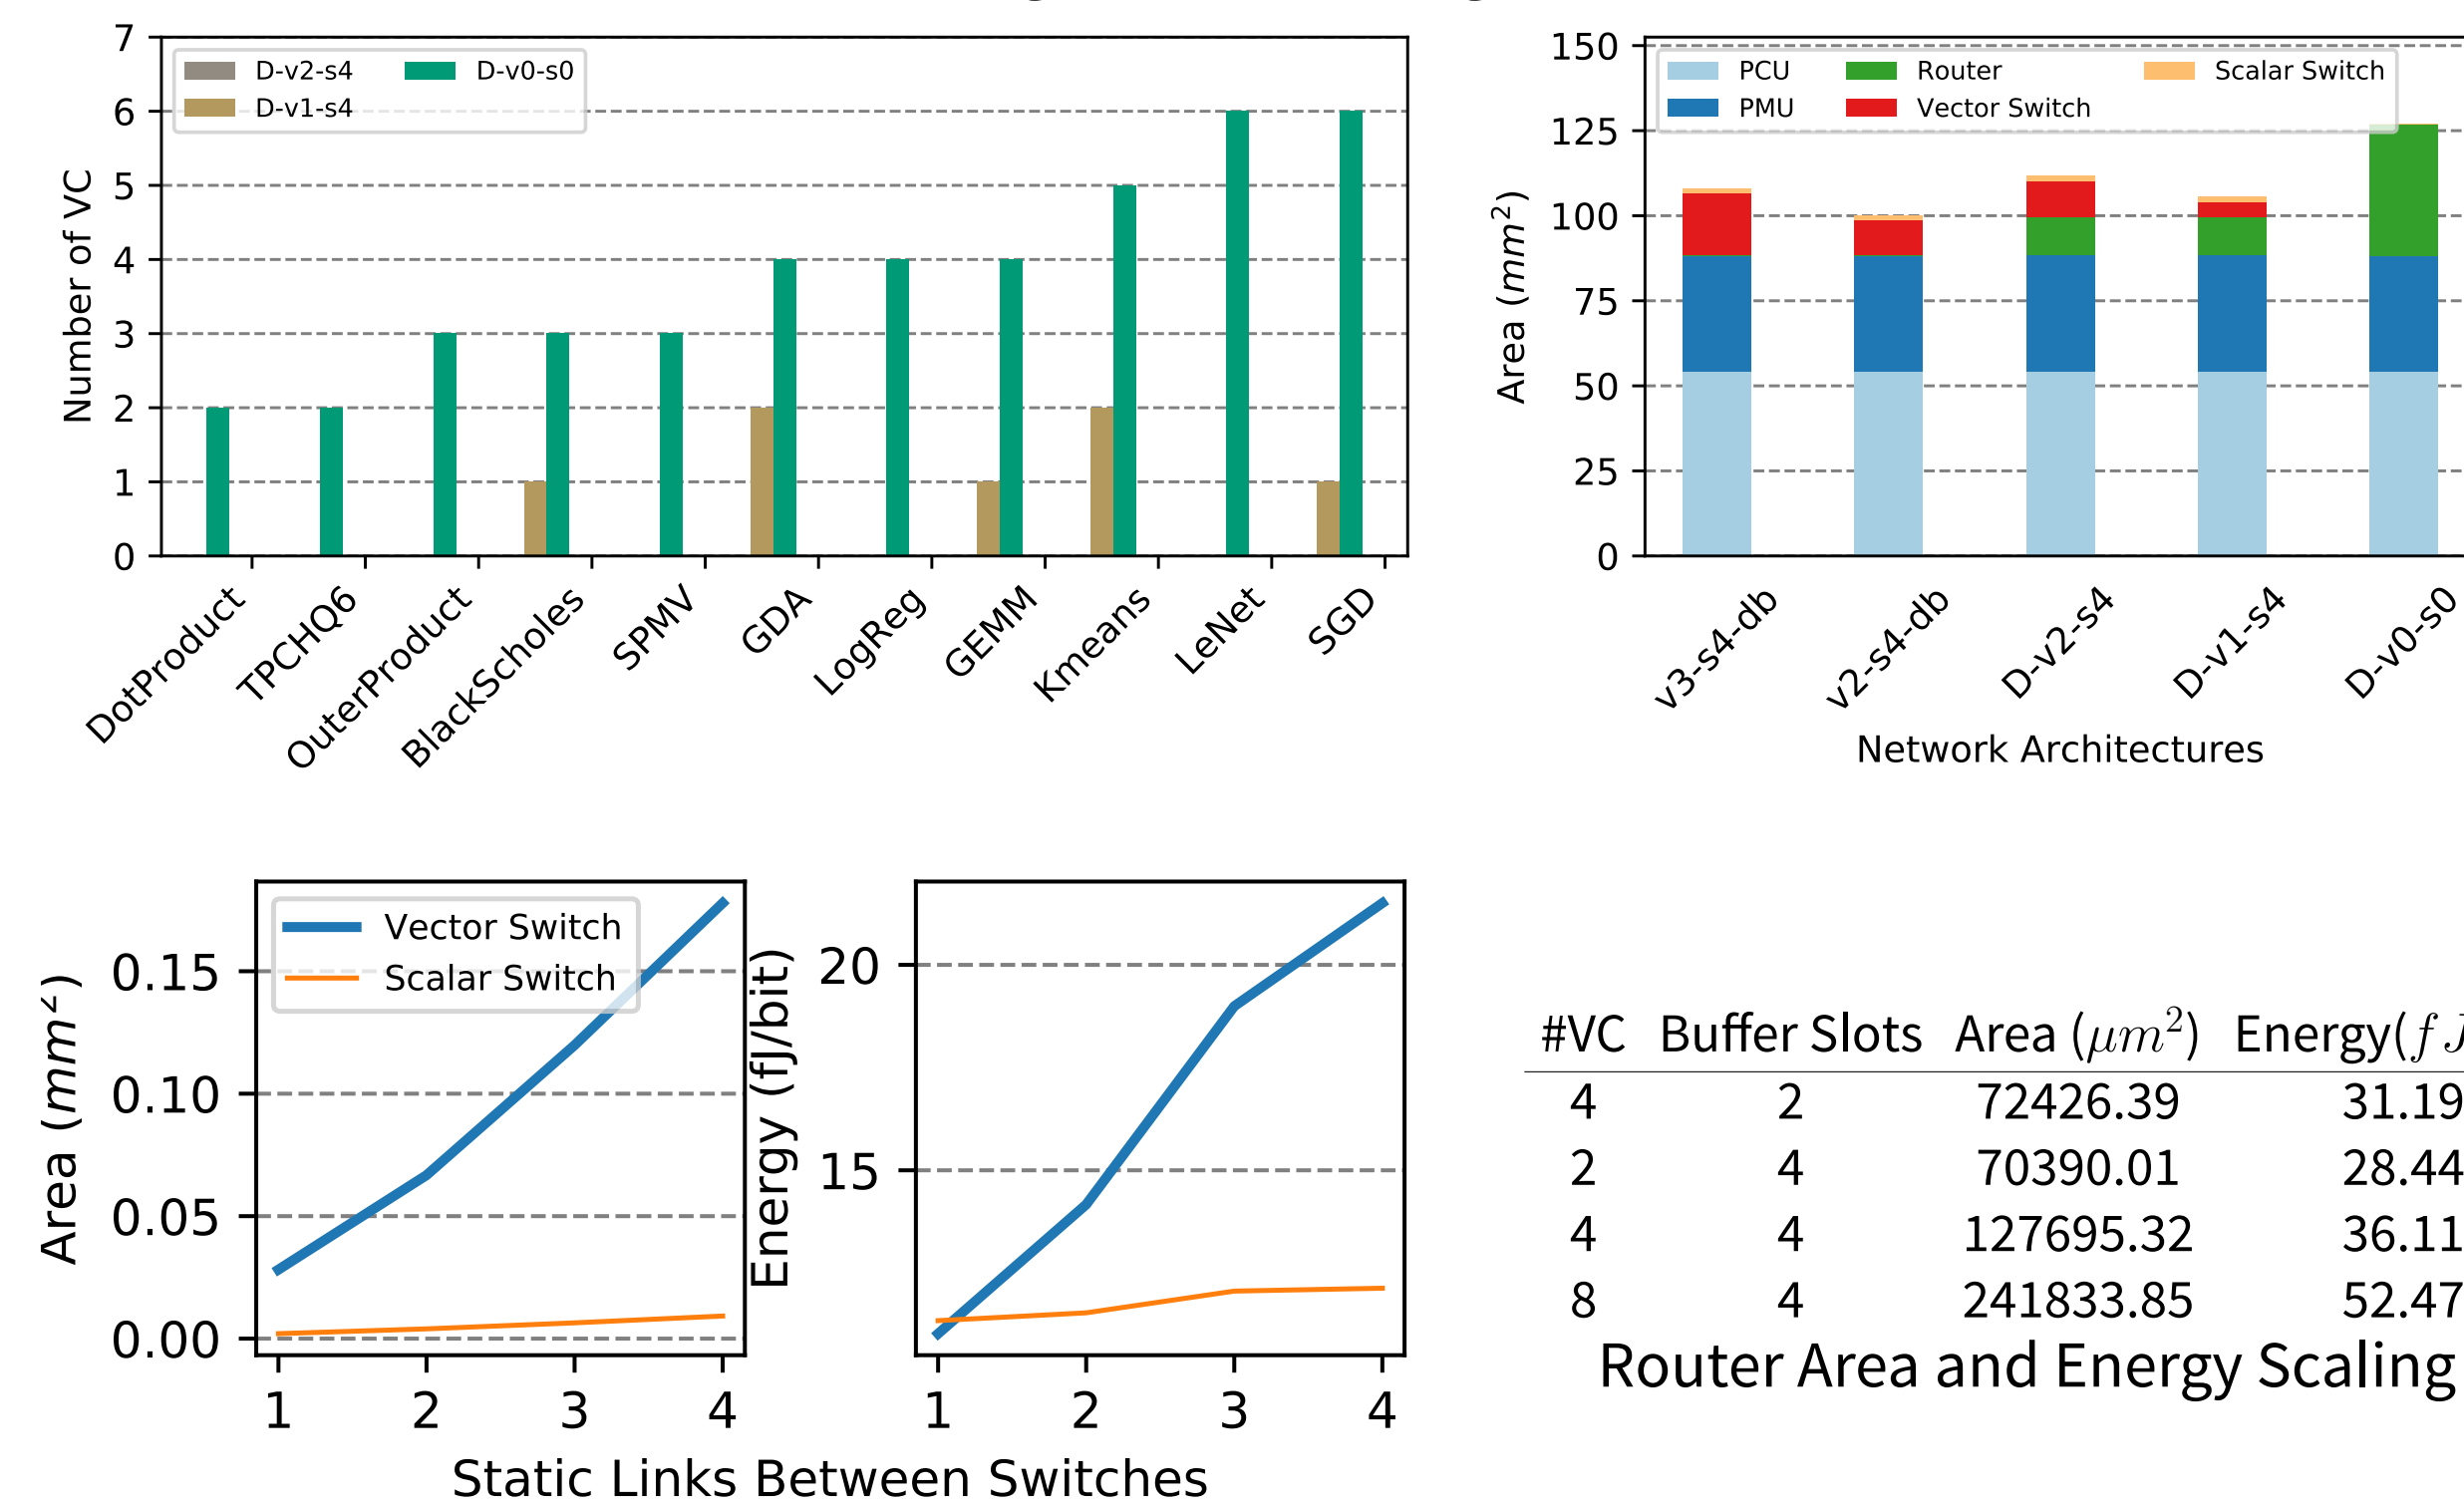 7
6
5
4
3
2
1
0
Number of VC
D-v2-s4
D-v1-s4
D-v0-s0
DotProduct
TPCHQ6
OuterProduct
BlackScholes
SPMV
GDA
LogReg
GEMM
Kmeans
LeNet
SGD
150
125
100
75
50
25
0
Area (mm²)
PCU
PMU
Router
Vector Switch
Scalar Switch
v3-s4-db
v2-s4-db
D-v2-s4
D-v1-s4
D-v0-s0
Network Architectures
Vector Switch
Scalar Switch
0.15
0.10
0.05
0.00
Area (mm²)
1 2 3 4
20
15
Energy (fJ/bit)
1 2 3 4
Static Links Between Switches
#VC Buffer Slots Area (μm²) Energy(fJ
4 2 72426.39 31.19
2 4 70390.01 28.44
4 4 127695.32 36.11
8 4 241833.85 52.47
Router Area and Energy Scaling